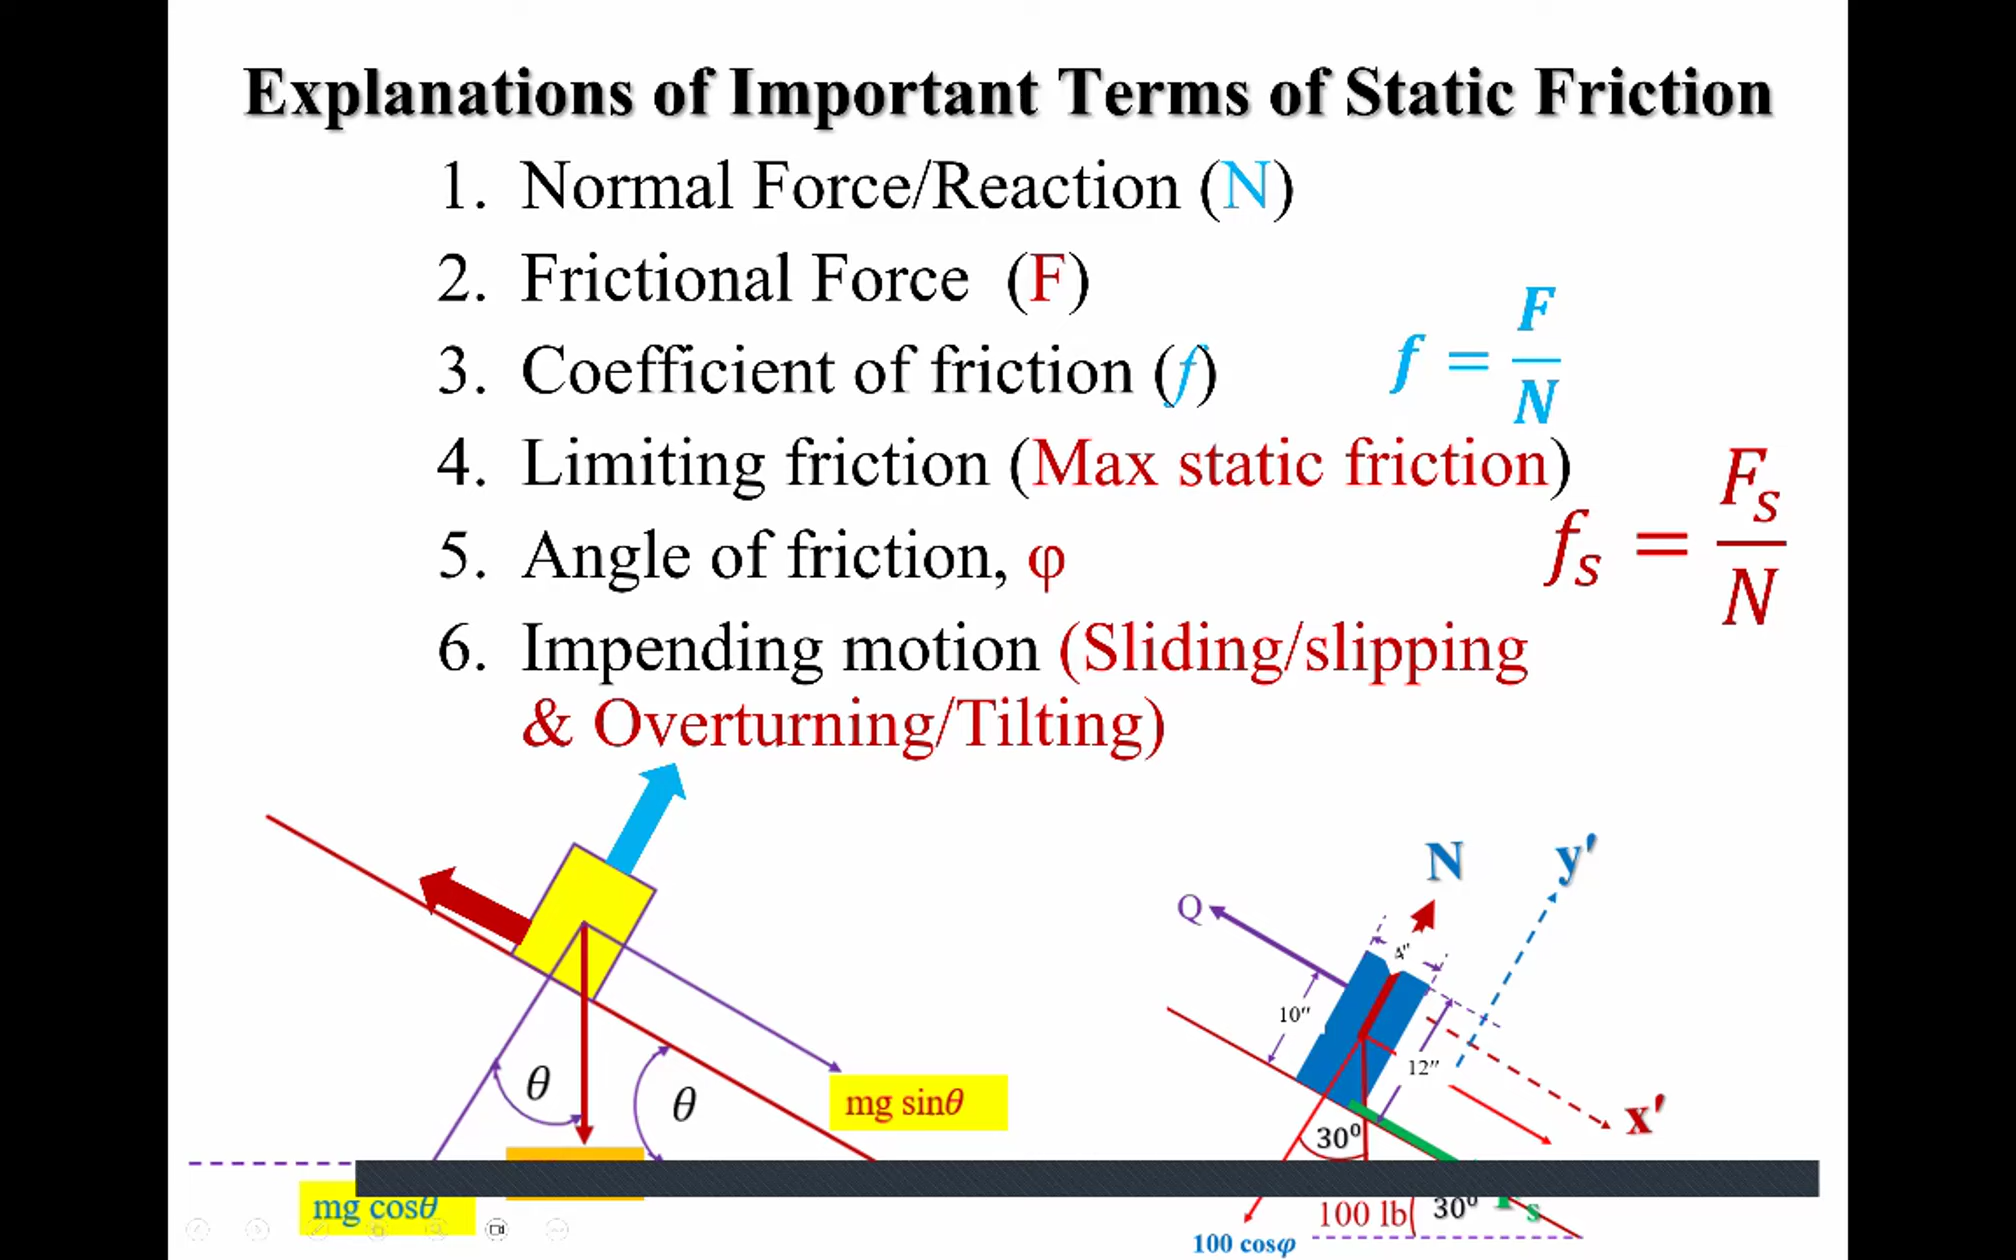 Explanations of Important Terms of Static Friction
1. Normal Force/Reaction (N)
2. Frictional Force (F)
3. Coefficient of friction (f)
f = F/N
4. Limiting friction (Max static friction)
fs = Fs/N
5. Angle of friction, φ
6. Impending motion (Sliding/slipping
& Overturning/Tilting)
θ
θ
mg sinθ
mg cosθ
N
y'
Q
4"
10"
12"
x'
30⁰
100 lb
30⁰
s
100 cosφ